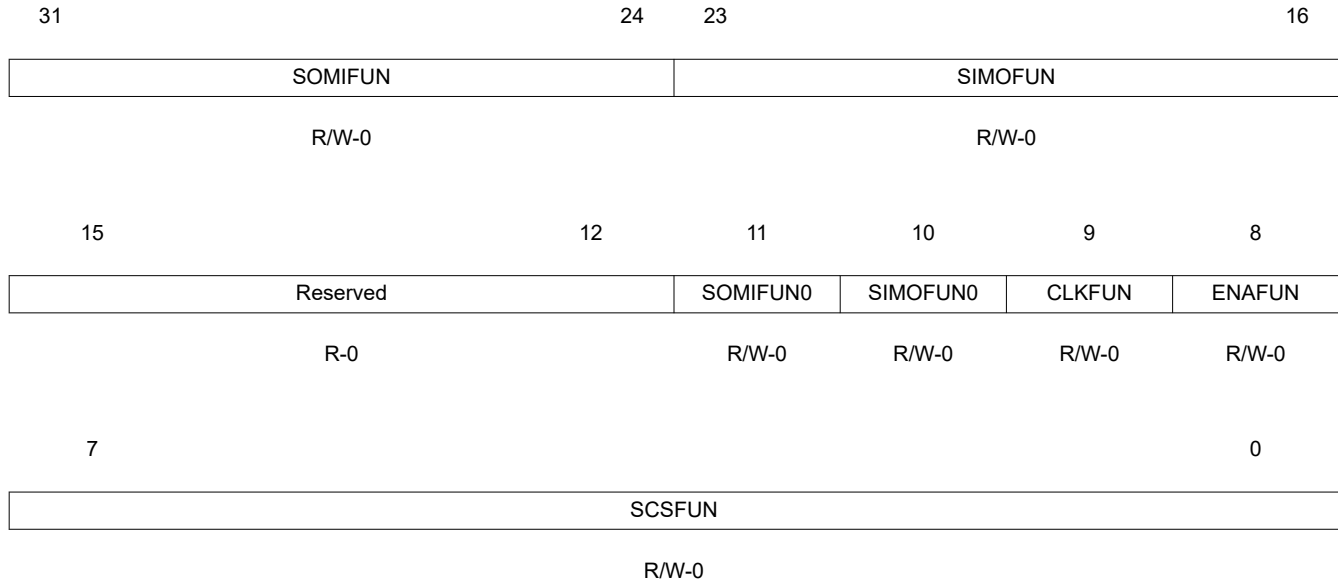 31 24 23 16
SOMIFUN SIMOFUN
R/W-0 R/W-0
15 12 11 10 9 8
Reserved SOMIFUN0 SIMOFUN0 CLKFUN ENAFUN
R-0 R/W-0 R/W-0 R/W-0 R/W-0
7 0
SCSFUN
R/W-0